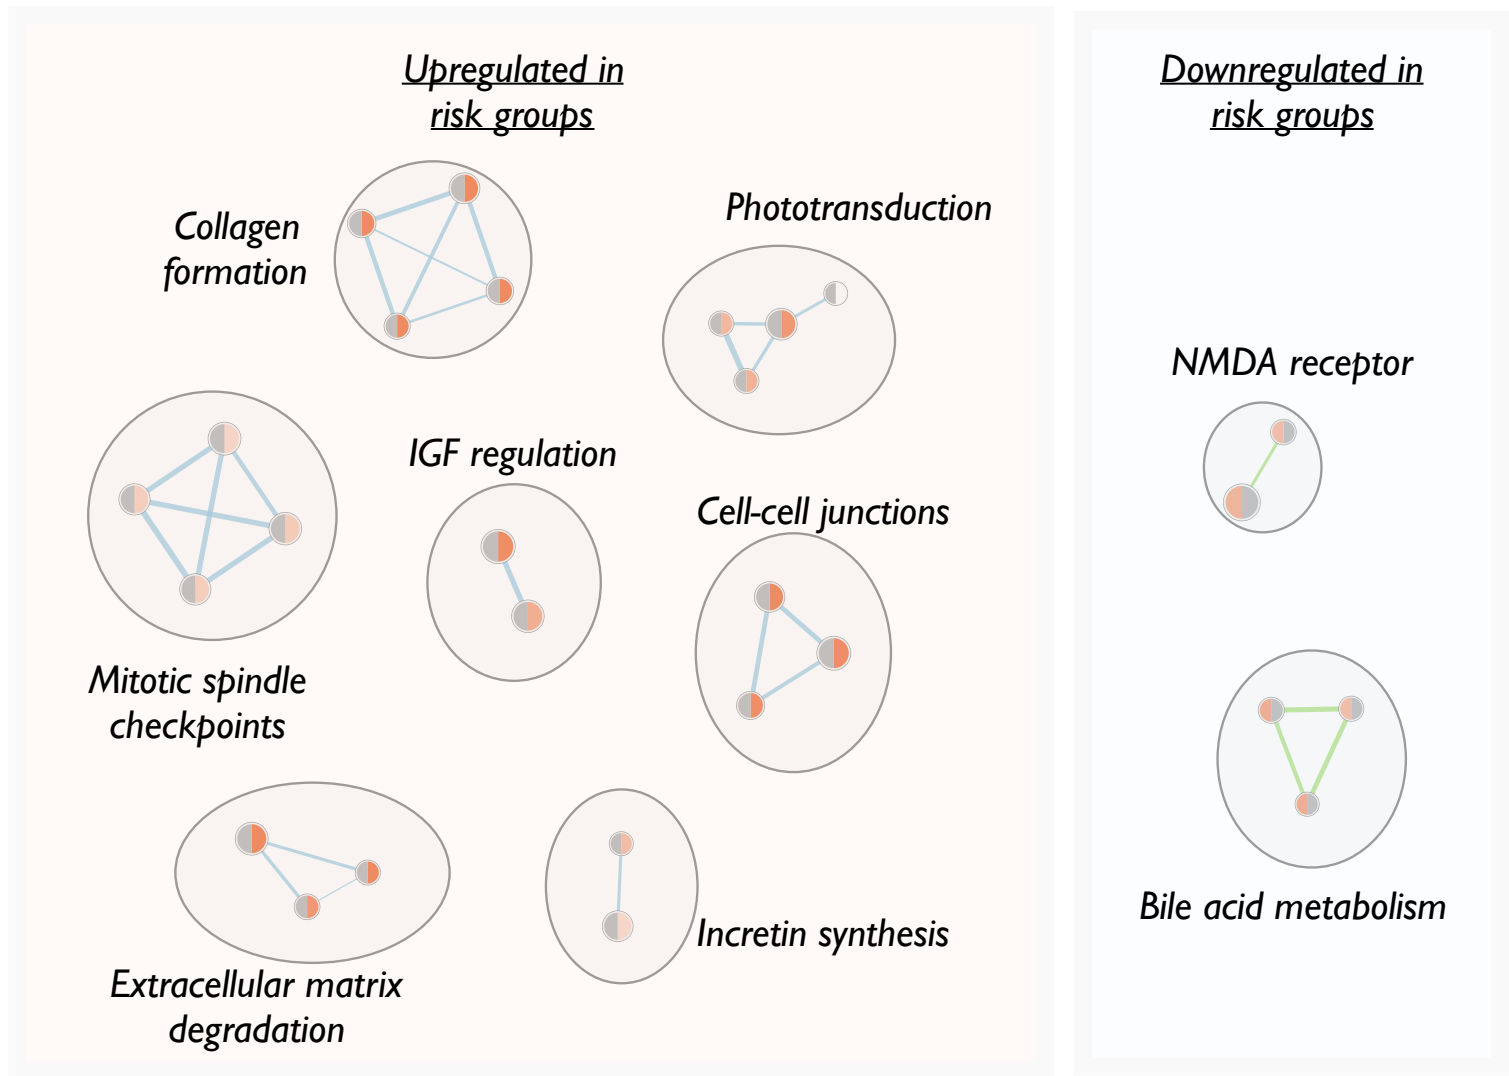 Upregulated in
risk groups
Collagen
formation
Phototransduction
IGF regulation
Cell-cell junctions
Mitotic spindle
checkpoints
Extracellular matrix
degradation
Incretin synthesis
Downregulated in
risk groups
NMDA receptor
Bile acid metabolism